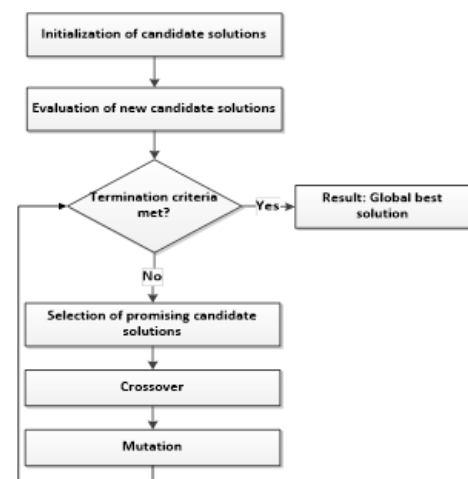 Initialization of candidate solutions
Evaluation of new candidate solutions
Termination criteria
met?
Yes
Result: Global best
solution
No
Selection of promising candidate
solutions
Crossover
Mutation